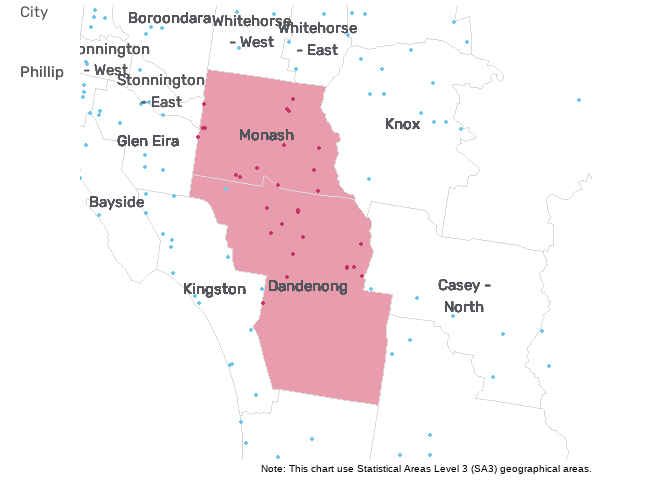 City
Boroondara
Whitehorse
- West
Whitehorse
- East
onnington
- West
Phillip
Stonnington
- East
Knox
Monash
Glen Eira
Bayside
Kingston
Dandenong
Casey -
North
Note: This chart use Statistical Areas Level 3 (SA3) geographical areas.